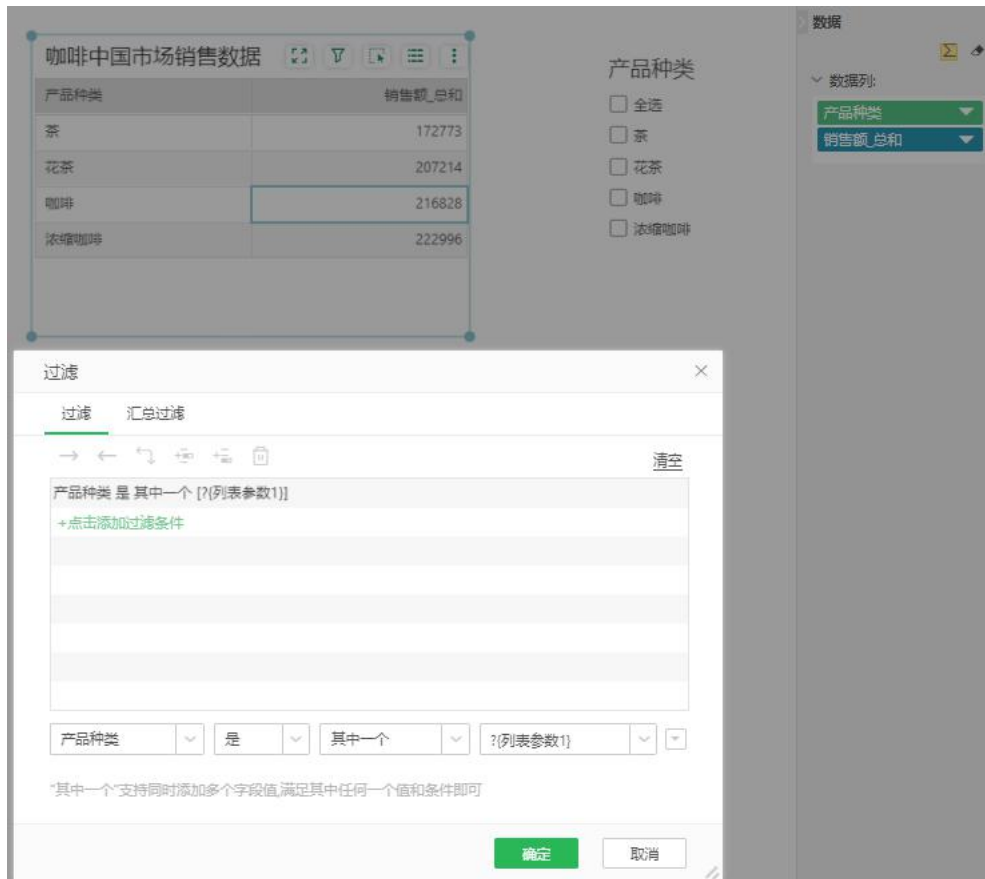 数据
咖啡中国市场销售数据
产品种类 销售额_总和
茶 172773
花茶 207214
咖啡 216828
浓缩咖啡 222996
产品种类
全选
茶
花茶
咖啡
浓缩咖啡
数据列:
产品种类
销售额_总和
过滤
过滤 汇总过滤
清空
产品种类 是 其中一个 [?{列表参数1}]
+点击添加过滤条件
产品种类 是 其中一个 ?{列表参数1}
"其中一个"支持同时添加多个字段值,满足其中任何一个值和条件即可
确定 取消